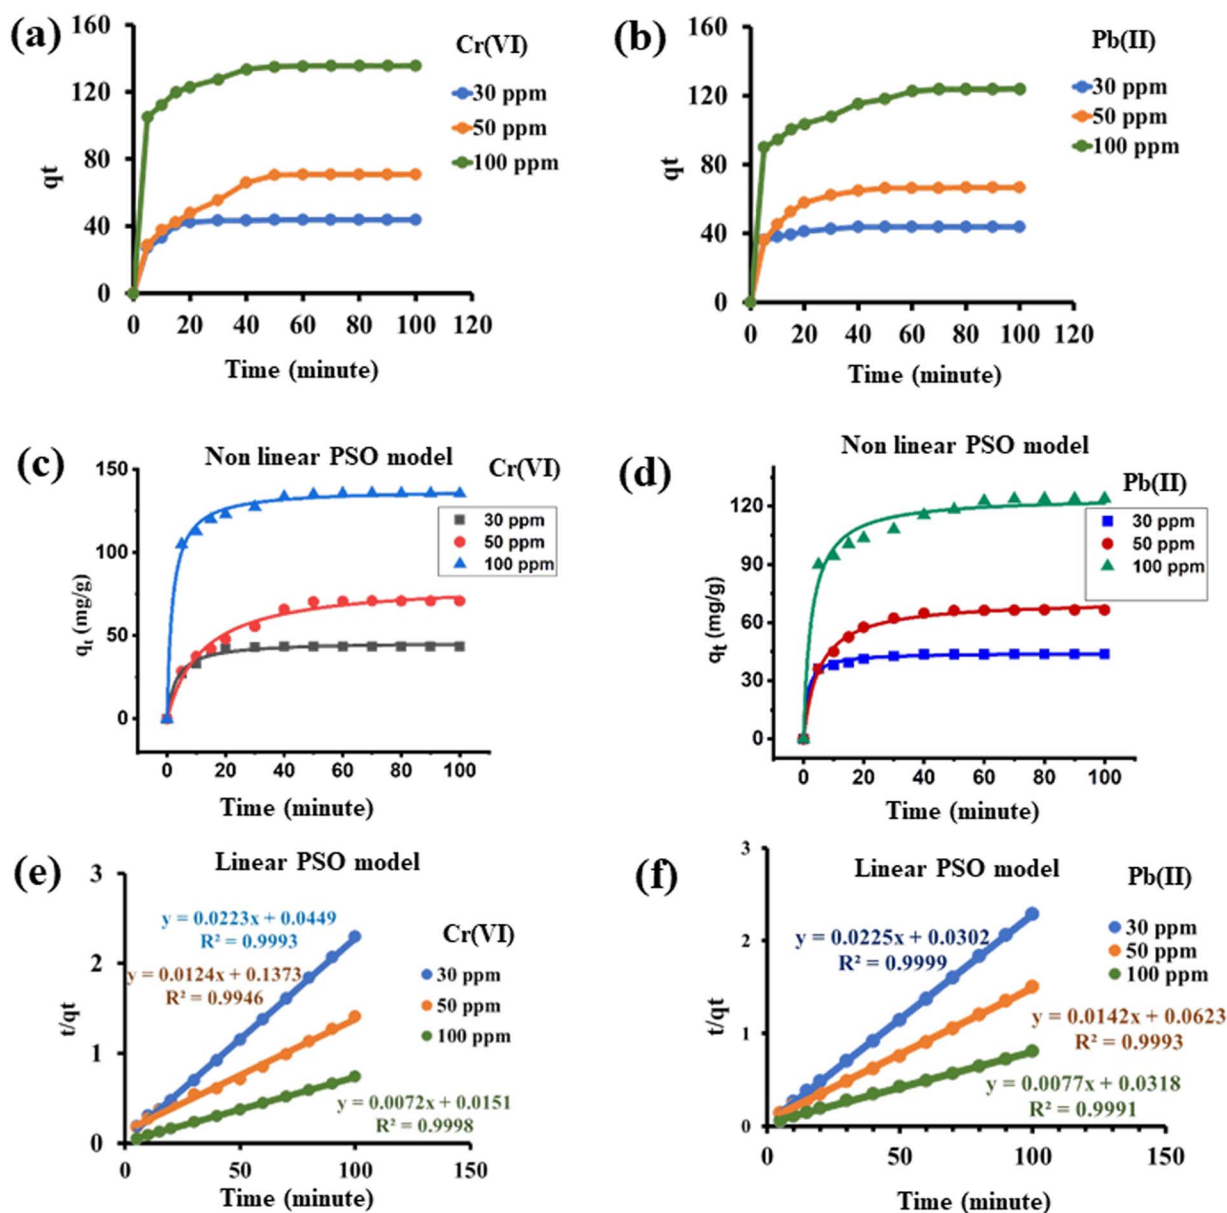 (a)
Cr(VI)
30 ppm
50 ppm
100 ppm
qt
160
120
80
40
0
0 20 40 60 80 100 120
Time (minute)
(b)
Pb(II)
30 ppm
50 ppm
100 ppm
qt
160
120
80
40
0
0 20 40 60 80 100 120
Time (minute)
(c)
Non linear PSO model
Cr(VI)
30 ppm
50 ppm
100 ppm
qt (mg/g)
150
100
50
0
0 20 40 60 80 100
Time (minute)
(d)
Non linear PSO model
Pb(II)
30 ppm
50 ppm
100 ppm
qt (mg/g)
120
90
60
30
0
0 20 40 60 80 100
Time (minute)
(e)
Linear PSO model
y = 0.0223x + 0.0449
R² = 0.9993
y = 0.0124x + 0.1373
R² = 0.9946
Cr(VI)
30 ppm
50 ppm
100 ppm
y = 0.0072x + 0.0151
R² = 0.9998
t/qt
3
2
1
0
0 50 100 150
Time (minute)
(f)
Linear PSO model
Pb(II)
30 ppm
50 ppm
100 ppm
y = 0.0225x + 0.0302
R² = 0.9999
y = 0.0142x + 0.0623
R² = 0.9993
y = 0.0077x + 0.0318
R² = 0.9991
t/qt
3
2
1
0
0 50 100 150
Time (minute)